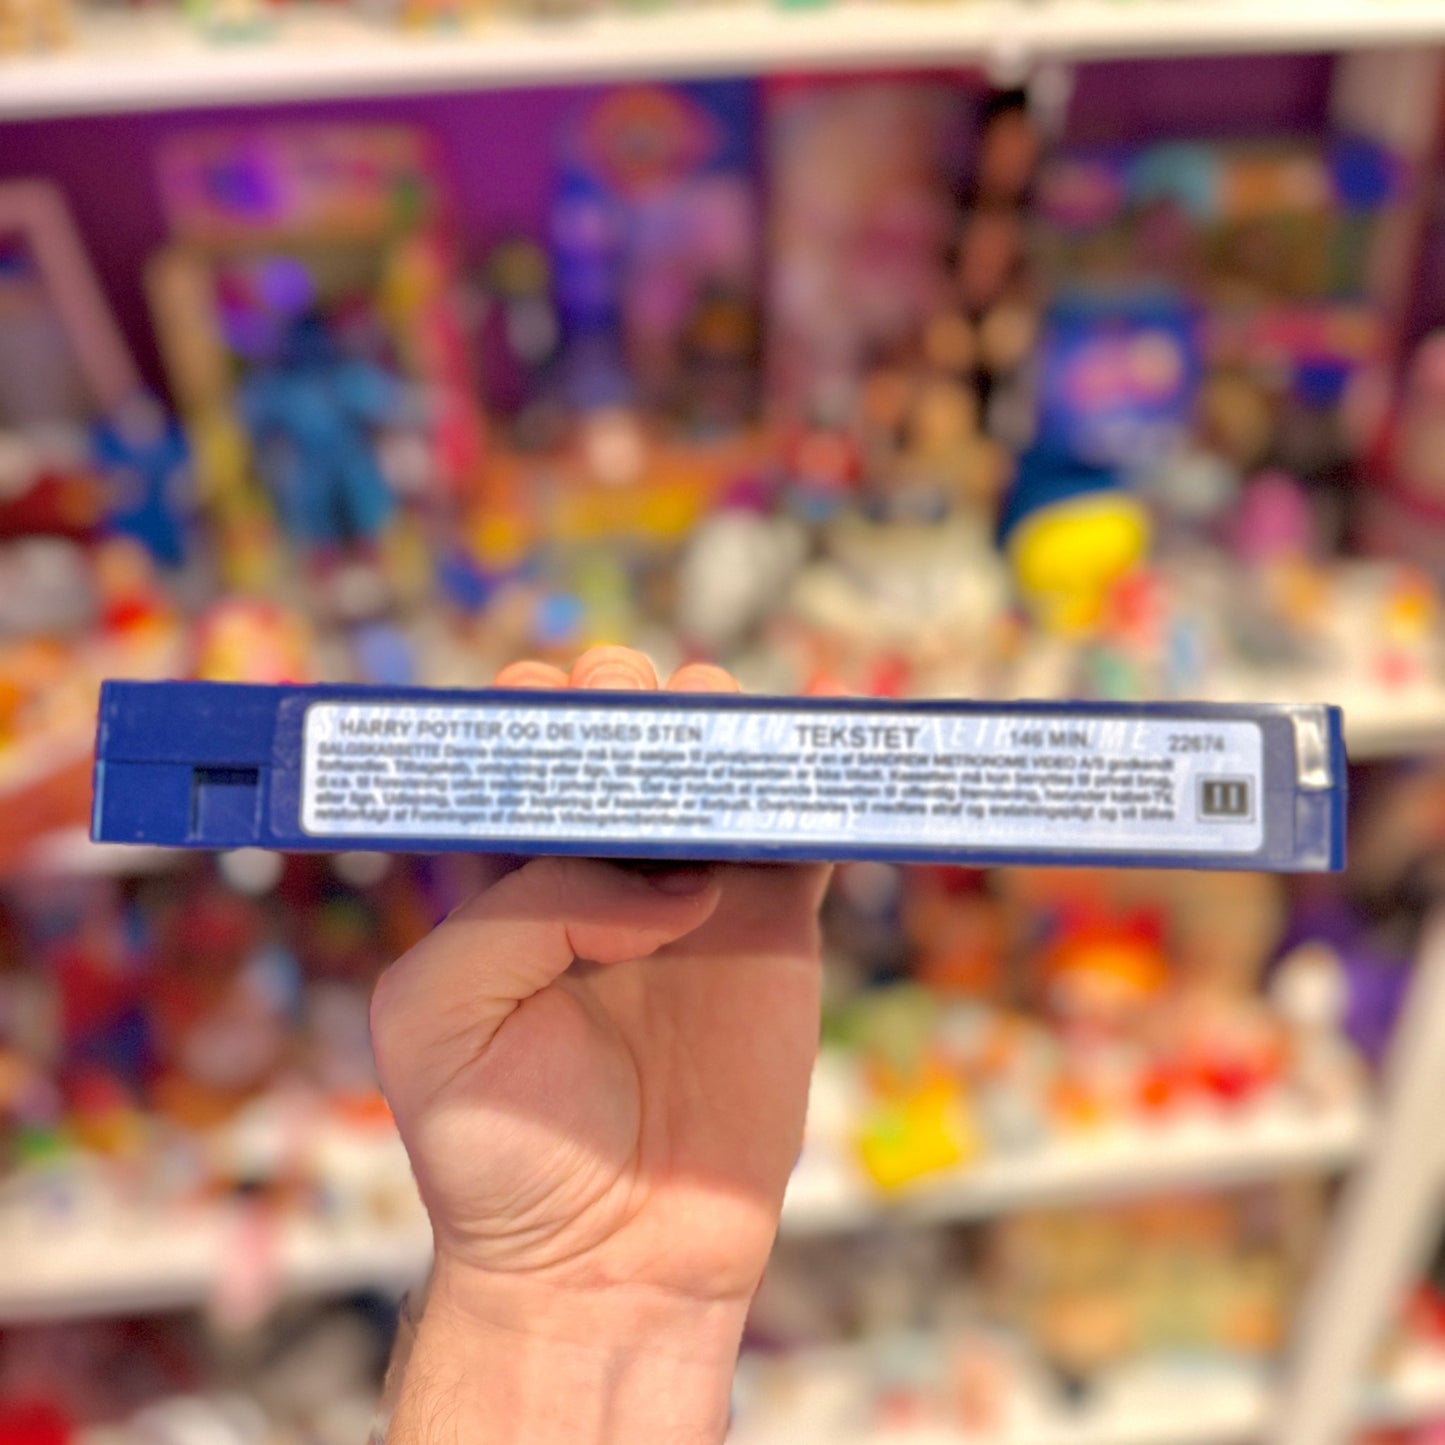 HARRY POTTER OG DE VISES STEN TEKSTET 146 MIN. 22674
SALGSKASSETTE Denne videokassette må kun sælges til privatpersoner af en af SANDREW METRONOME VIDEO A/S godkendt
forhandler. Tilbagekøb, ombytning eller lign. tilbagetagelse af kassetten er ikke tilladt. Kassetten må kun benyttes til privat brug,
d.v.s. til forevisning uden vederlag i privat hjem. Det er forbudt at anvende kassetten til offentlig fremvisning, herunder kabel-TV,
eller lign. Udlejning, udlån eller kopiering af kassetten er forbudt. Overtrædelse vil medføre straf og erstatningspligt og vil blive
retsforfulgt af Foreningen af danske Videogramdistributører.